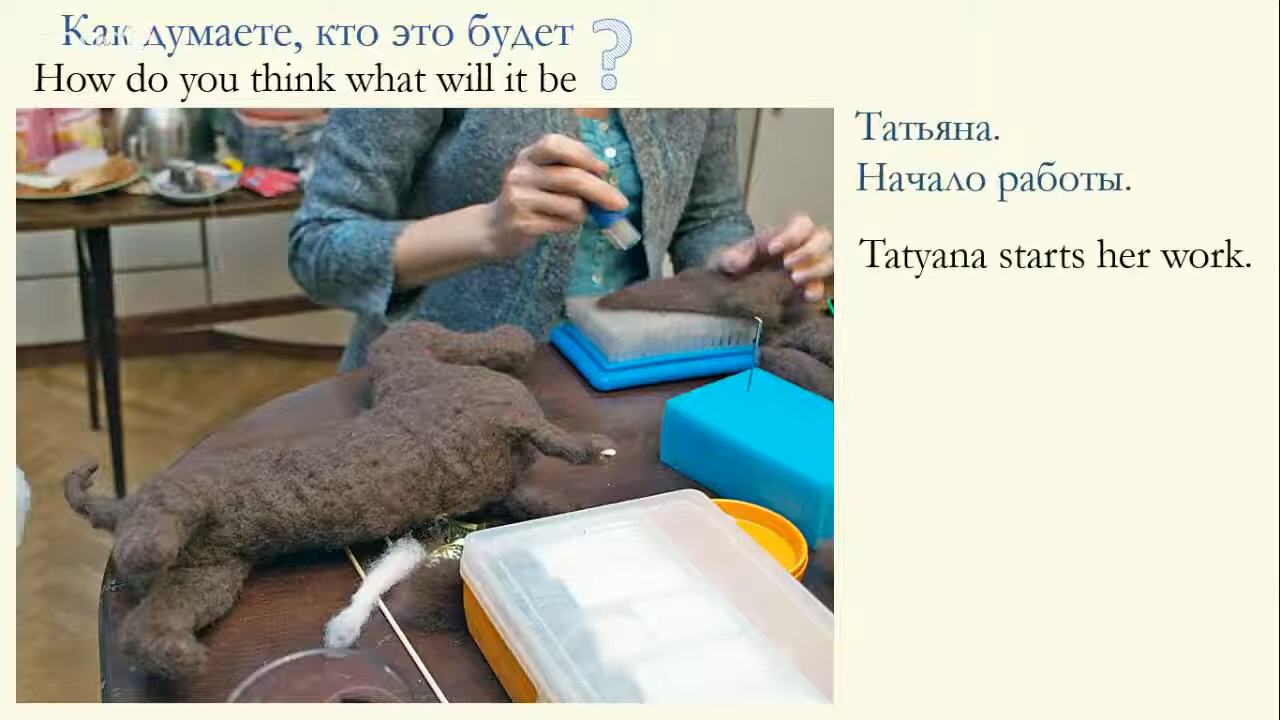 Как думаете, кто это будет ?
How do you think what will it be
Татьяна.
Начало работы.
Tatyana starts her work.